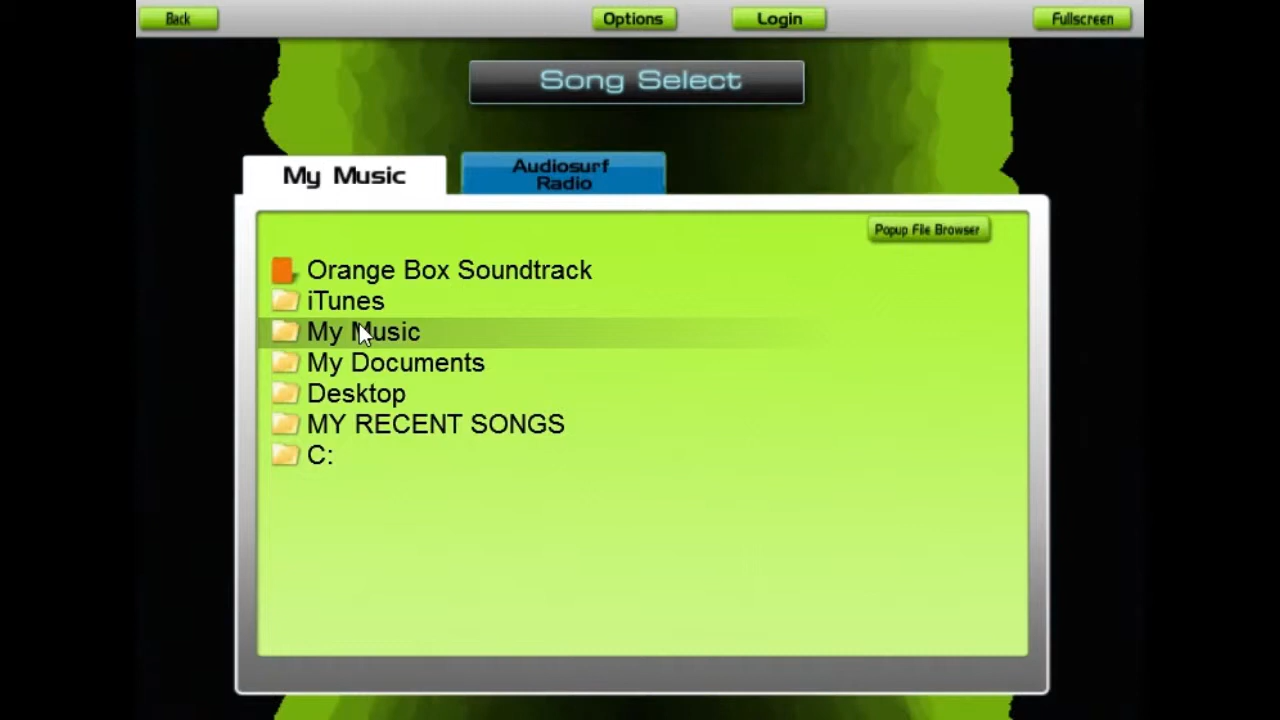 Back
Options
Login
Fullscreen
Song Select
My Music
Audiosurf
Radio
Popup File Browser
Orange Box Soundtrack
iTunes
My Music
My Documents
Desktop
MY RECENT SONGS
C: